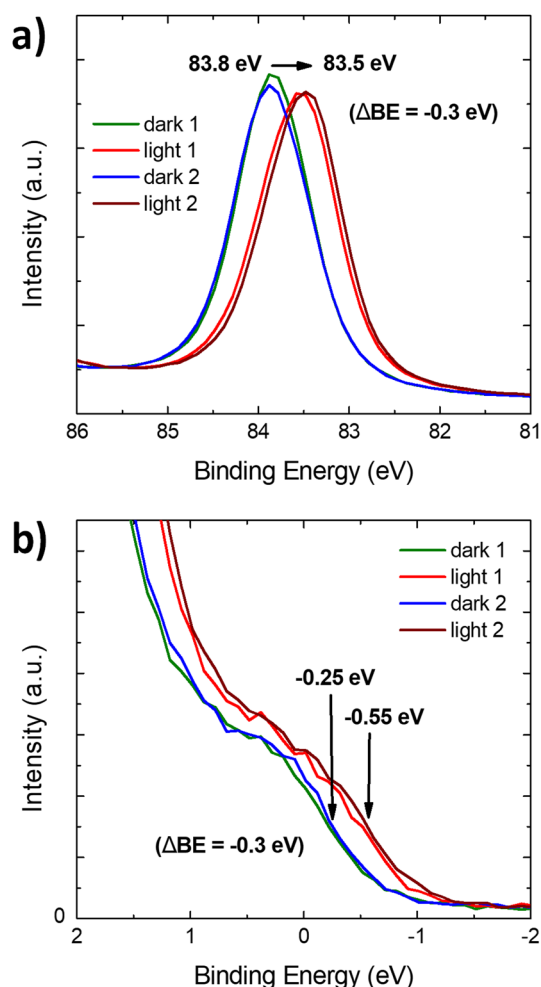 a)
83.8 eV → 83.5 eV
(ΔBE = -0.3 eV)
dark 1
light 1
dark 2
light 2
Intensity (a.u.)
86 85 84 83 82 81
Binding Energy (eV)
b)
dark 1
light 1
dark 2
light 2
-0.25 eV
-0.55 eV
Intensity (a.u.)
(ΔBE = -0.3 eV)
0
2 1 0 -1 -2
Binding Energy (eV)